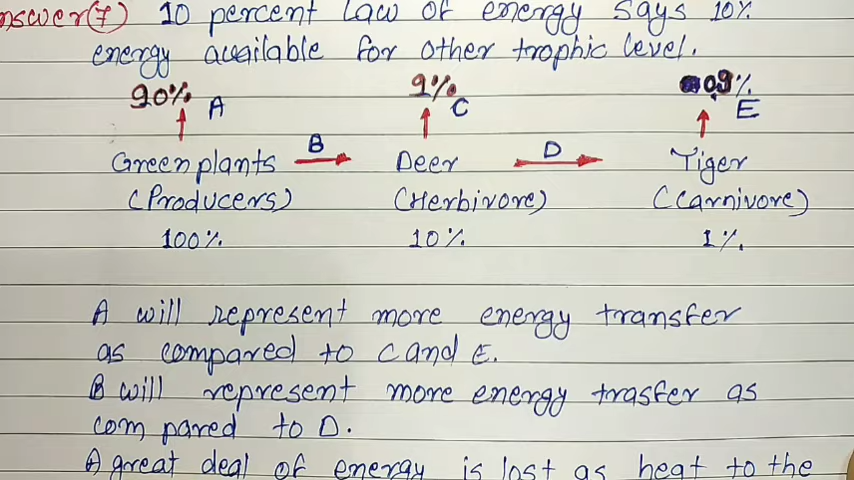 nswer(7) 10 percent law of energy says 10%
energy available for other trophic level.
90% A 9% C 0.9% E
Green plants B Deer D Tiger
(Producers) (Herbivore) (Carnivore)
100% 10% 1%
A will represent more energy transfer
as compared to C and E.
B will represent more energy trasfer as
com pared to D.
A great deal of energy is lost as heat to the